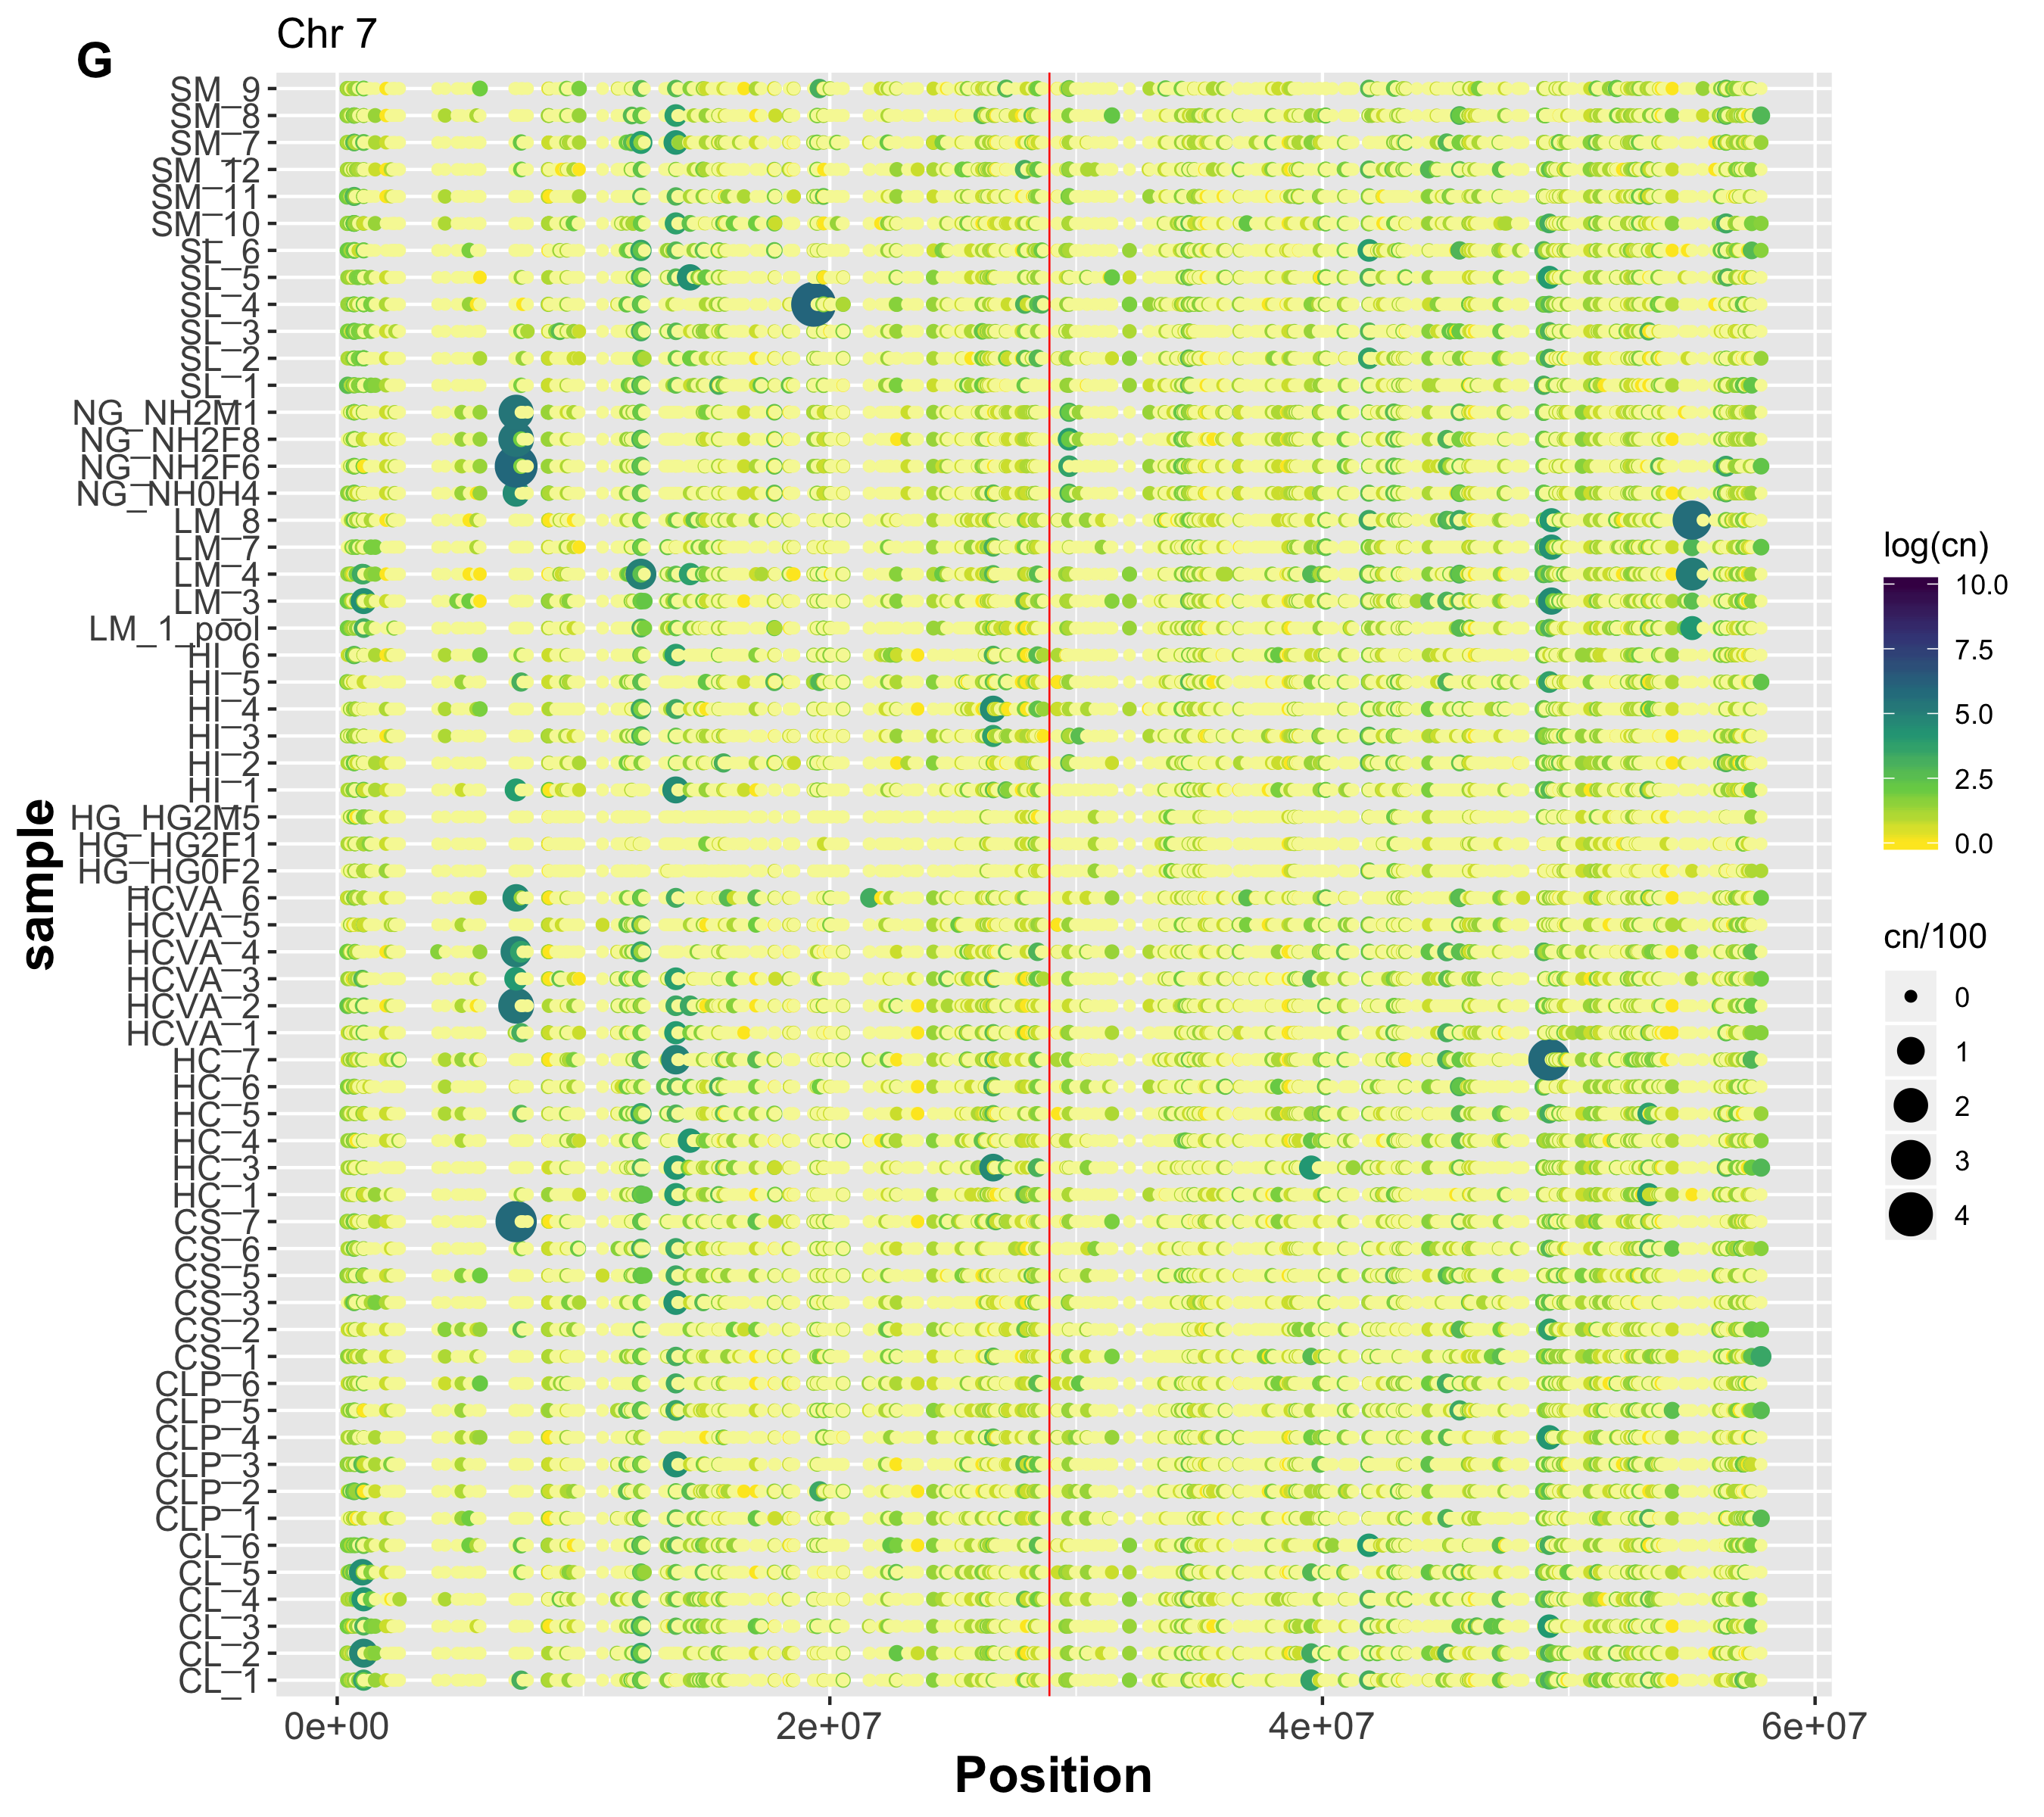 Chr 7
G
SM_9
SM_8
SM_7
SM_12
SM_11
SM_10
SL_6
SL_5
SL_4
SL_3
SL_2
SL_1
NG_NH2M1
NG_NH2F8
NG_NH2F6
NG_NH0H4
LM_8
LM_7
LM_4
LM_3
LM_1_pool
HI_6
HI_5
HI_4
HI_3
HI_2
HI_1
HG_HG2M5
HG_HG2F1
HG_HG0F2
HCVA_6
HCVA_5
HCVA_4
HCVA_3
HCVA_2
HCVA_1
HC_7
HC_6
HC_5
HC_4
HC_3
HC_1
CS_7
CS_6
CS_5
CS_3
CS_2
CS_1
CLP_6
CLP_5
CLP_4
CLP_3
CLP_2
CLP_1
CL_6
CL_5
CL_4
CL_3
CL_2
CL_1
sample
0e+00
2e+07
4e+07
6e+07
Position
log(cn)
10.0
7.5
5.0
2.5
0.0
cn/100
0
1
2
3
4